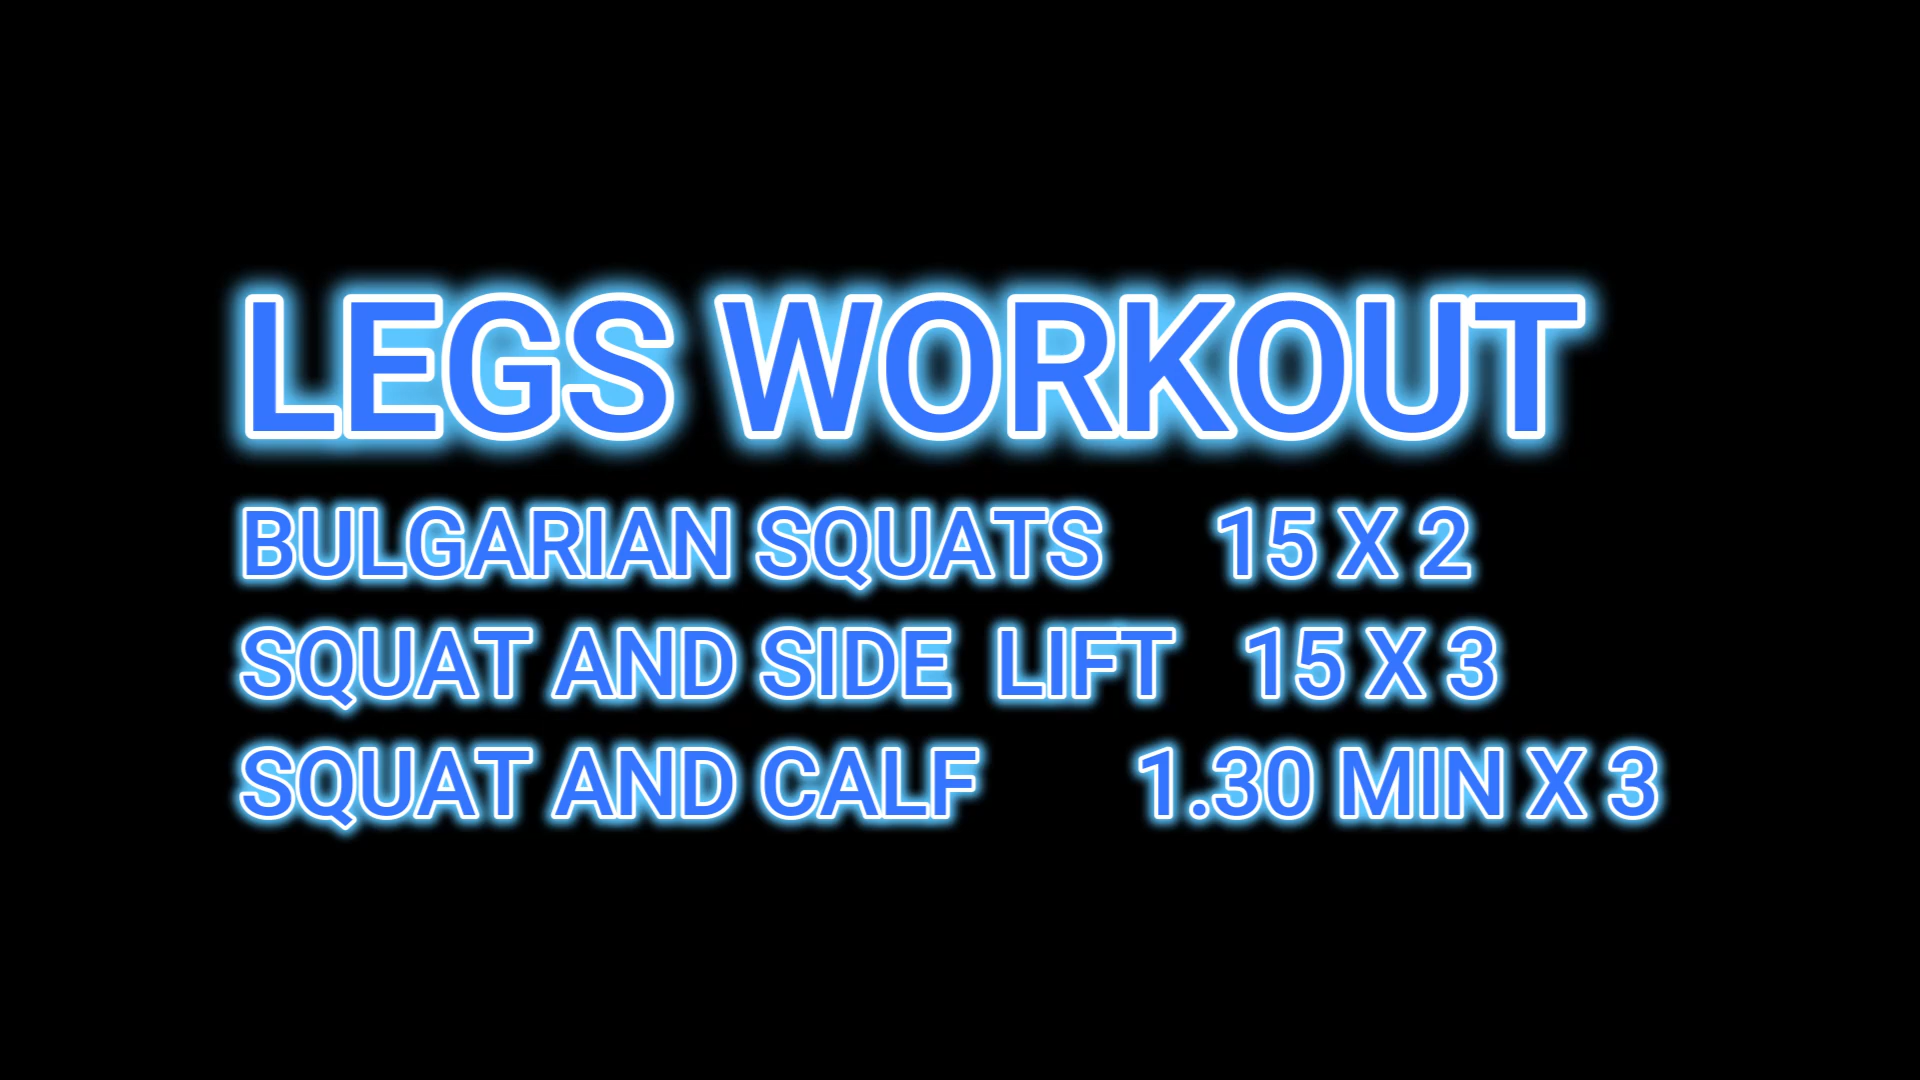 LEGS WORKOUT
BULGARIAN SQUATS 15 X 2
SQUAT AND SIDE LIFT 15 X 3
SQUAT AND CALF 1.30 MIN X 3